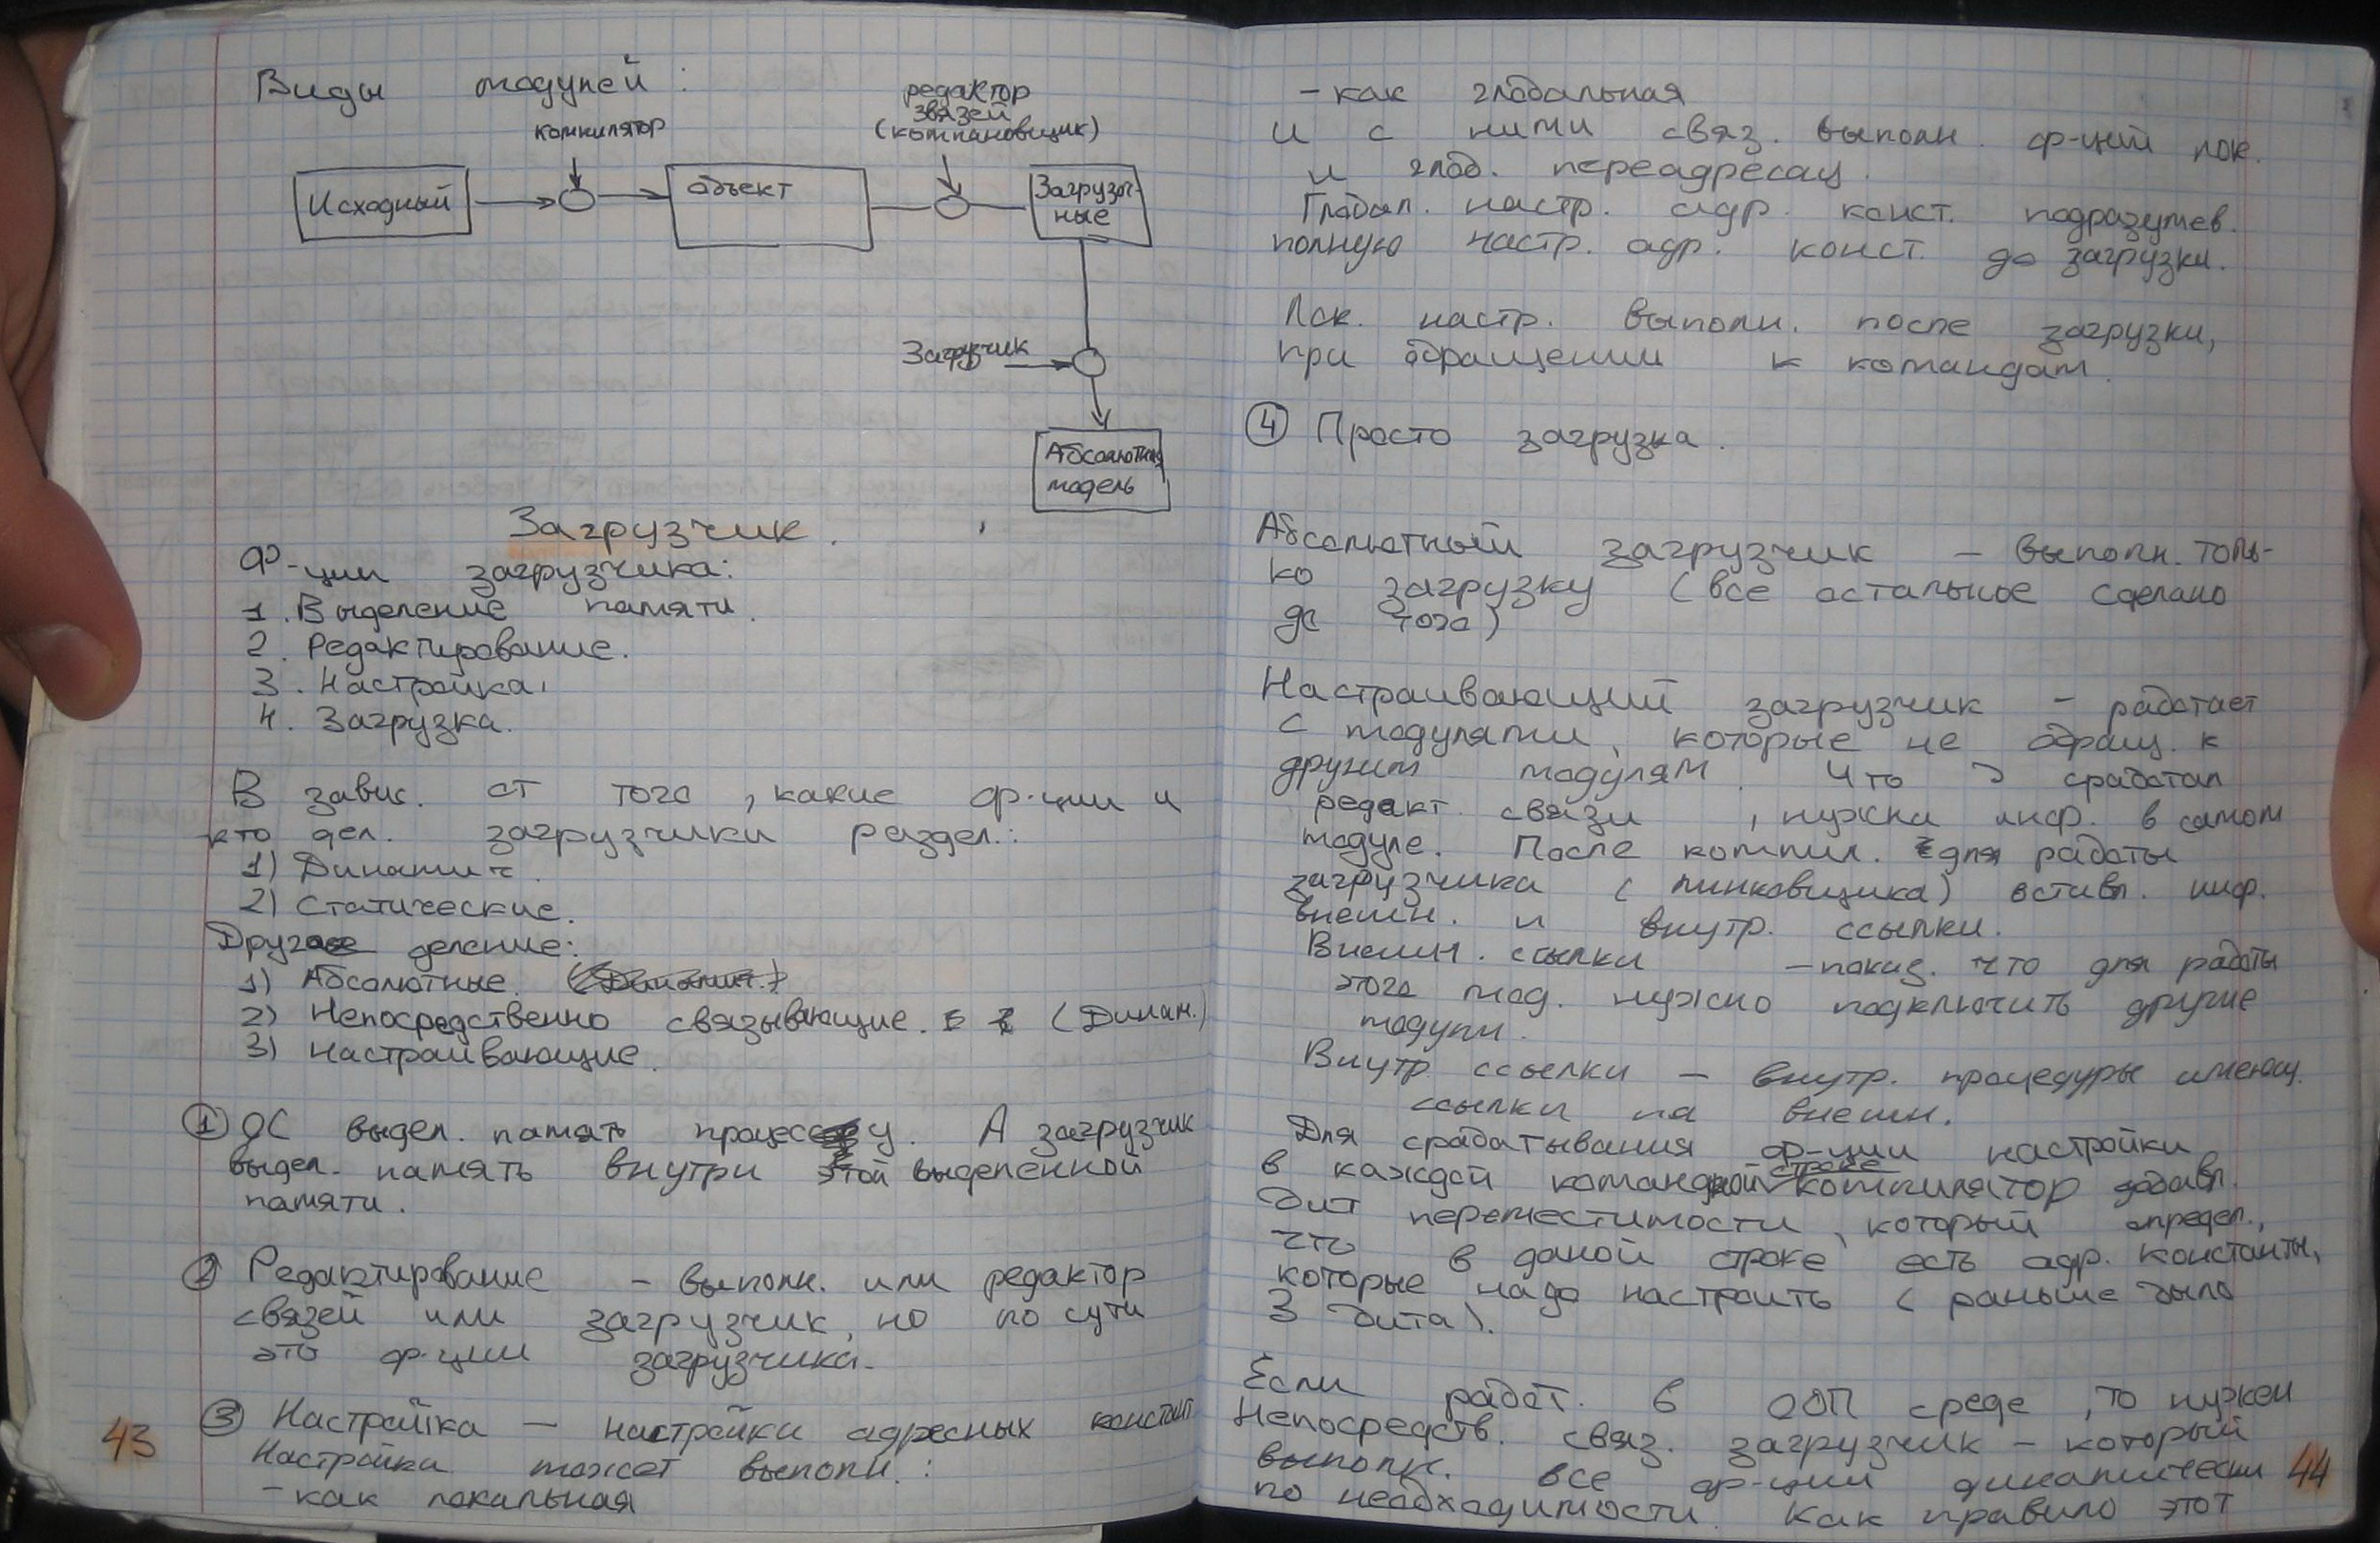 Виды модулей:
компилятор
редактор
звязей
(компановщик)
Исходный
объект
Загрузоч-
ные
Загрузчик
Абсолютная
модель
Загрузчик.
Ф-ции загрузчика:
1. Выделение памяти.
2. Редактирование.
3. Настройка.
4. Загрузка.
В завис. от того, какие ф-ции и
кто дел. загрузчики раздел.:
1) Динамич.
2) Статические.
Другое деление:
1) Абсолютные. (Динамич.)
2) Непосредственно связывающие. (Динам.)
3) Настраивающие.
① ОС выдел. память процессу. А загрузчик
выдел. память внутри этой выделенной
памяти.
② Редактирование – выполн. или редактор
связей или загрузчик, но по сути
это ф-ции загрузчика.
③ Настройка – настройки адресных констант.
Настройка может выполн.:
- как локальная
43
- как глобальная
и с ними связ. выполн. ф-ций лок.
и глоб. переадресац.
Глобал. настр. адр. конст. подразумев.
полную настр. адр. конст. до загрузки.
Лок. настр. выполн. после загрузки,
при обращении к командам.
④ Просто загрузка.
Абсолютный загрузчик – выполн. толь-
ко загрузку (все остальное сделано
до того)
Настраивающий загрузчик – работает
с модулями, которые не обращ. к
другим модулям. Что сработал
редакт. связи, нужна инф. в самом
модуле. После компил. для работы
загрузчика (линковщика) вставл. инф.
внешн. и внутр. ссылки.
Внешн. ссылки – показ. что для работы
этого мод. нужно подключить другие
модули.
Внутр. ссылки – внутр. процедуры имеющ.
ссылки на внешн.
Для срабатывания ф-ции настройки
в каждой командной строке компилятор добавл.
бит переместимости, который определ.,
что в даной строке есть адр. константы,
которые надо настроить (раньше было
3 бита).
Если работ. в ООП среде, то нужен
Непосредств. связ. загрузчик – который
выполн. все ф-ции динамически
по необходимости. Как правило этот
44